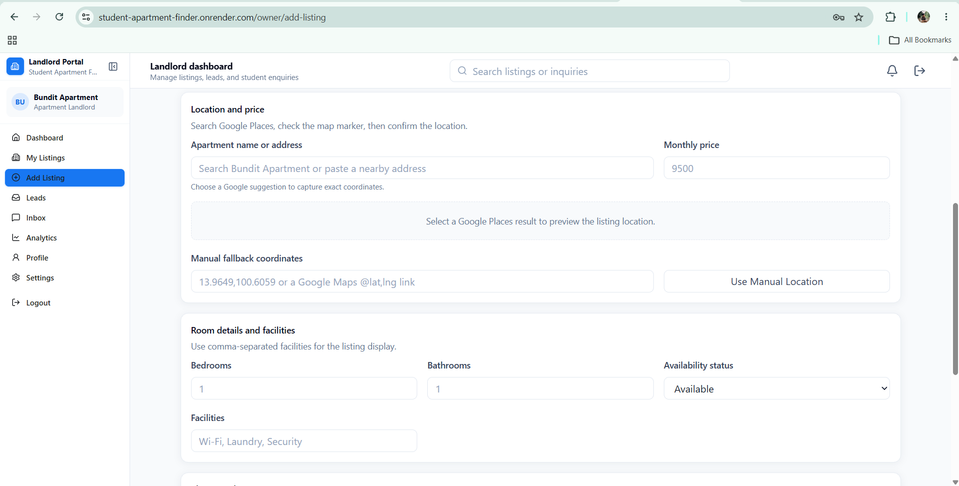 student-apartment-finder.onrender.com/owner/add-listing
All Bookmarks
Landlord Portal
Student Apartment F...
BU
Bundit Apartment
Apartment Landlord
Dashboard
My Listings
Add Listing
Leads
Inbox
Analytics
Profile
Settings
Logout
Landlord dashboard
Manage listings, leads, and student enquiries
Search listings or inquiries
Location and price
Search Google Places, check the map marker, then confirm the location.
Apartment name or address
Monthly price
Search Bundit Apartment or paste a nearby address
9500
Choose a Google suggestion to capture exact coordinates.
Select a Google Places result to preview the listing location.
Manual fallback coordinates
13.9649,100.6059 or a Google Maps @lat,lng link
Use Manual Location
Room details and facilities
Use comma-separated facilities for the listing display.
Bedrooms
Bathrooms
Availability status
1
1
Available
Facilities
Wi-Fi, Laundry, Security